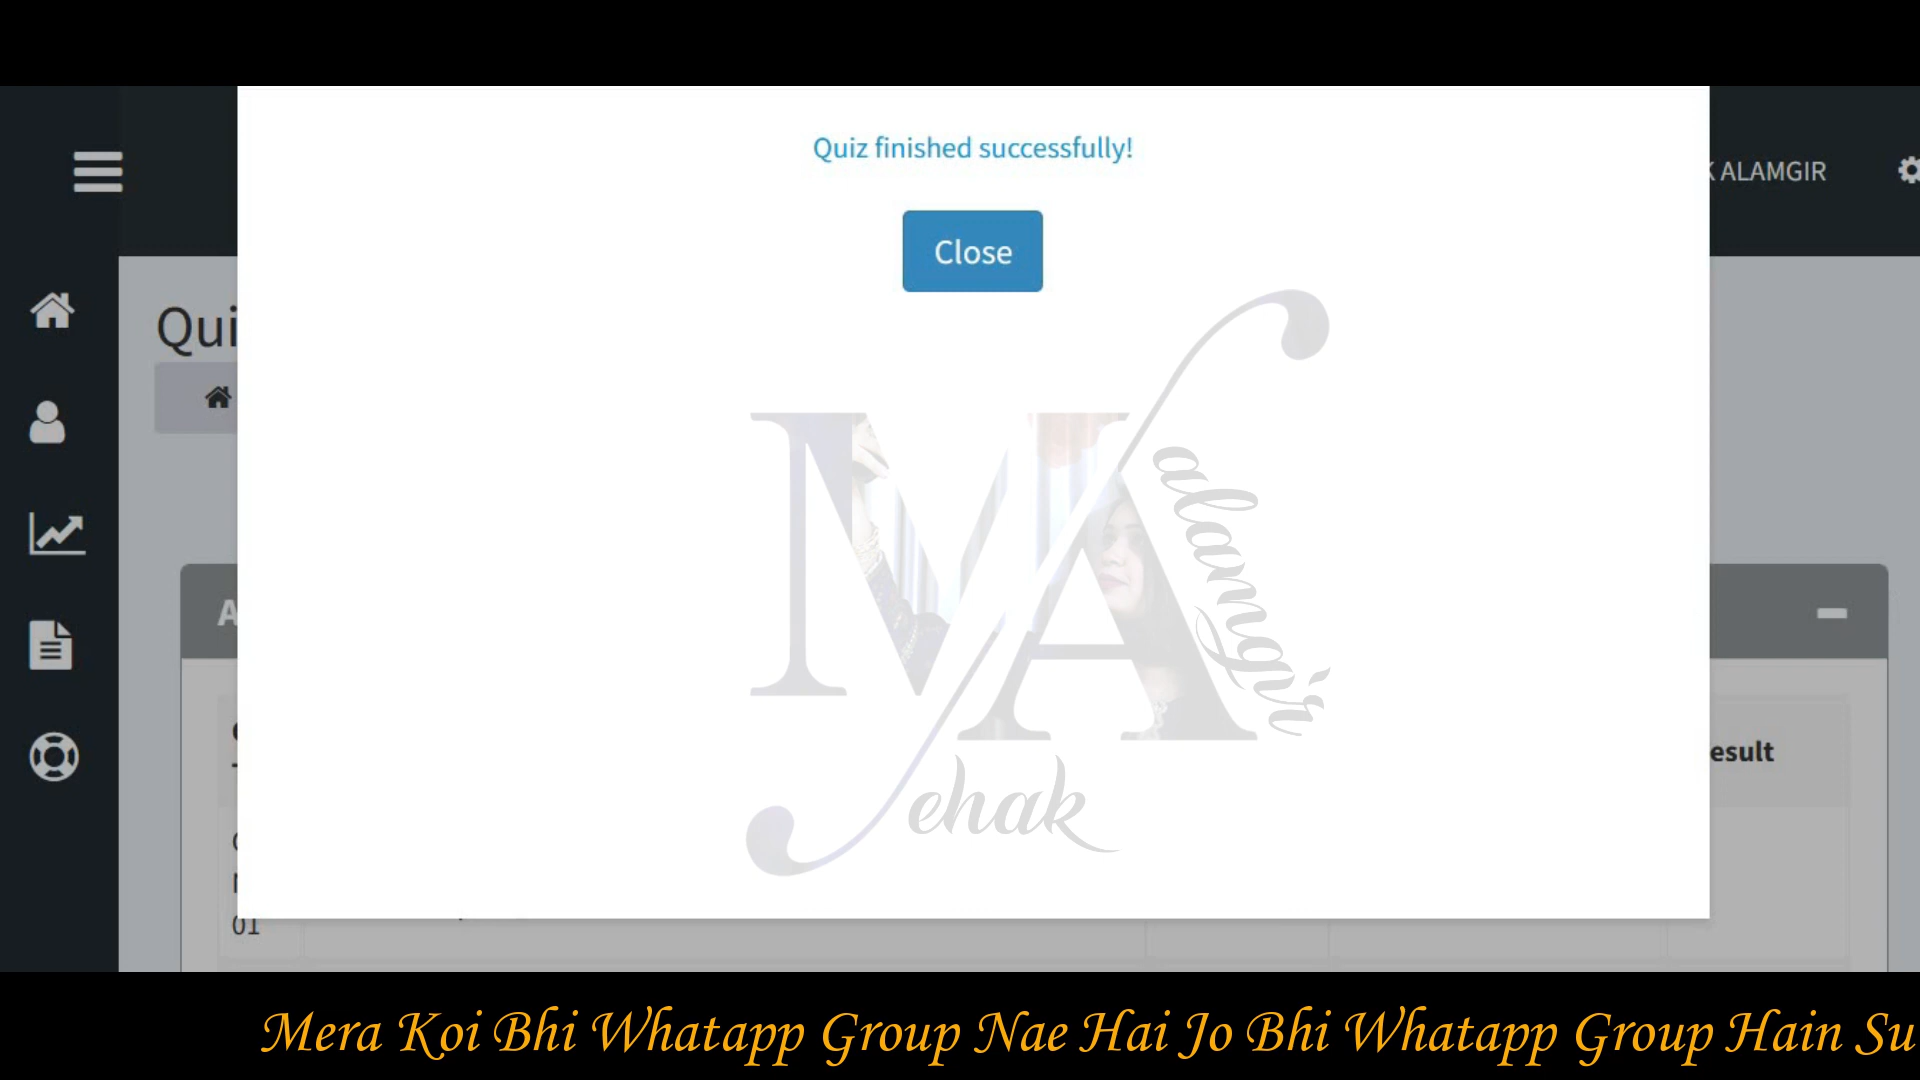 Quiz finished successfully!
K ALAMGIR
Close
Qui
MA
alamgir
ehak
A
esult
01
Mera Koi Bhi Whatapp Group Nae Hai Jo Bhi Whatapp Group Hain Su